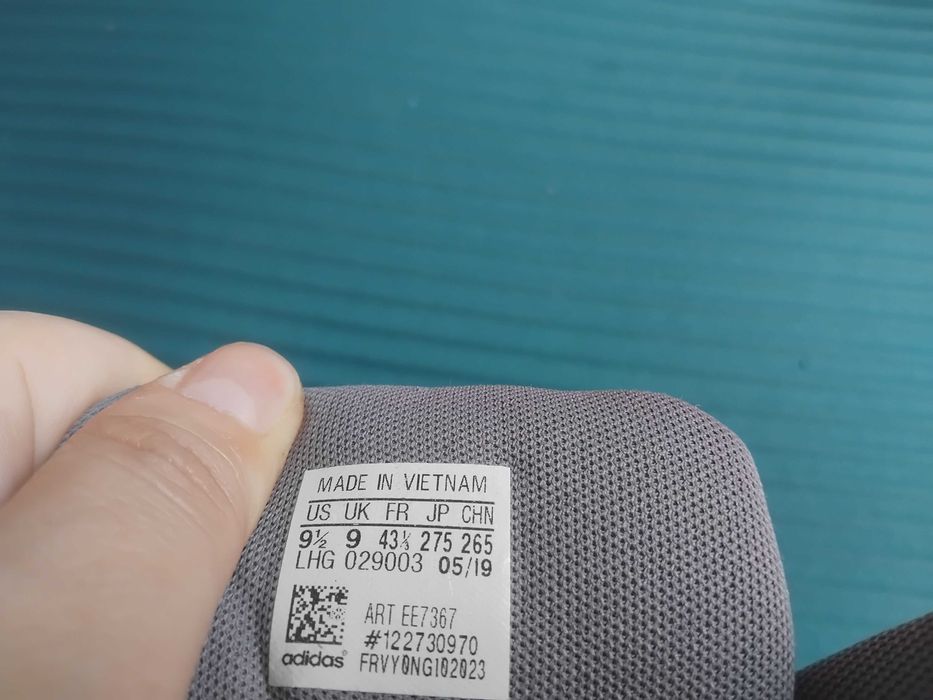 MADE IN VIETNAM
US UK FR JP CHN
9½ 9 43⅓ 275 265
LHG 029003 05/19
ART EE7367
#122730970
adidas® FRVY0NG102023